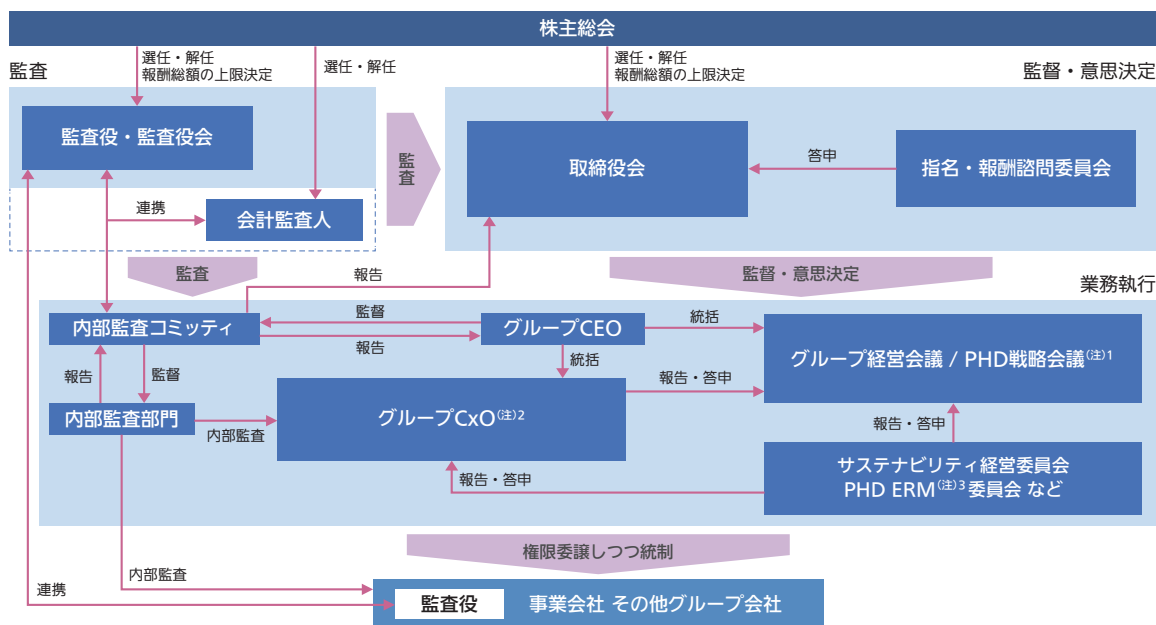 株主総会
監査
選任・解任
報酬総額の上限決定
選任・解任
選任・解任
報酬総額の上限決定
監督・意思決定
監査役・監査役会
監査
取締役会
答申
指名・報酬諮問委員会
連携
会計監査人
監査
報告
監督・意思決定
業務執行
内部監査コミッティ
監督
報告
グループCEO
統括
統括
グループ経営会議 / PHD戦略会議(注)1
報告
監督
内部監査部門
内部監査
グループCxO(注)2
報告・答申
報告・答申
報告・答申
サステナビリティ経営委員会
PHD ERM(注)3委員会 など
権限委譲しつつ統制
内部監査
連携
監査役
事業会社 その他グループ会社